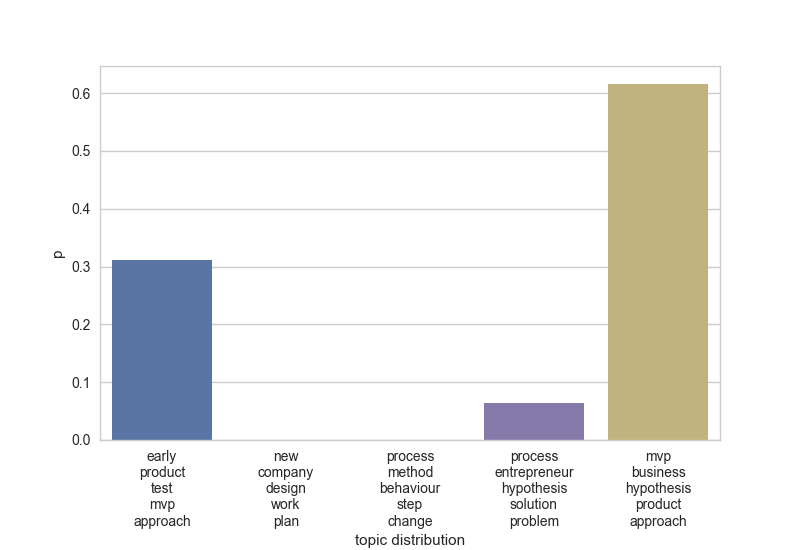 0.6
0.5
0.4
0.3
0.2
0.1
0.0
p
early
product
test
mvp
approach
new
company
design
work
plan
process
method
behaviour
step
change
process
entrepreneur
hypothesis
solution
problem
mvp
business
hypothesis
product
approach
topic distribution